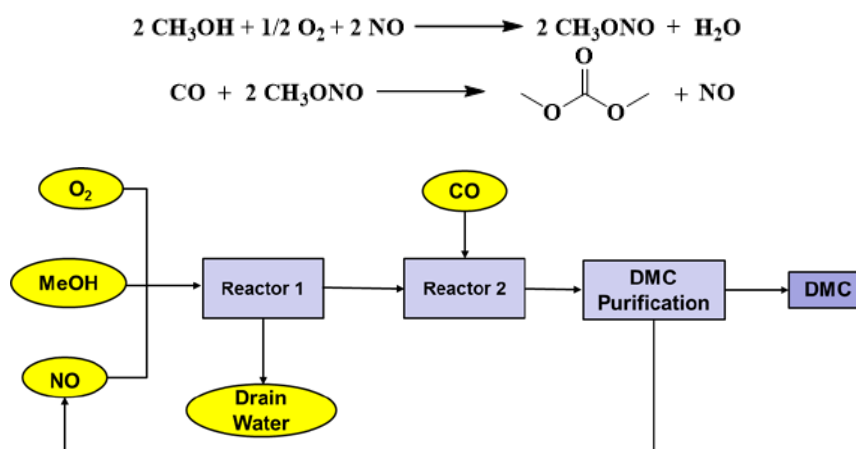 2 CH₃OH + 1/2 O₂ + 2 NO ⟶ 2 CH₃ONO + H₂O
CO + 2 CH₃ONO ⟶ O O O + NO
O₂
CO
MeOH
Reactor 1
Reactor 2
DMC
Purification
DMC
NO
Drain
Water